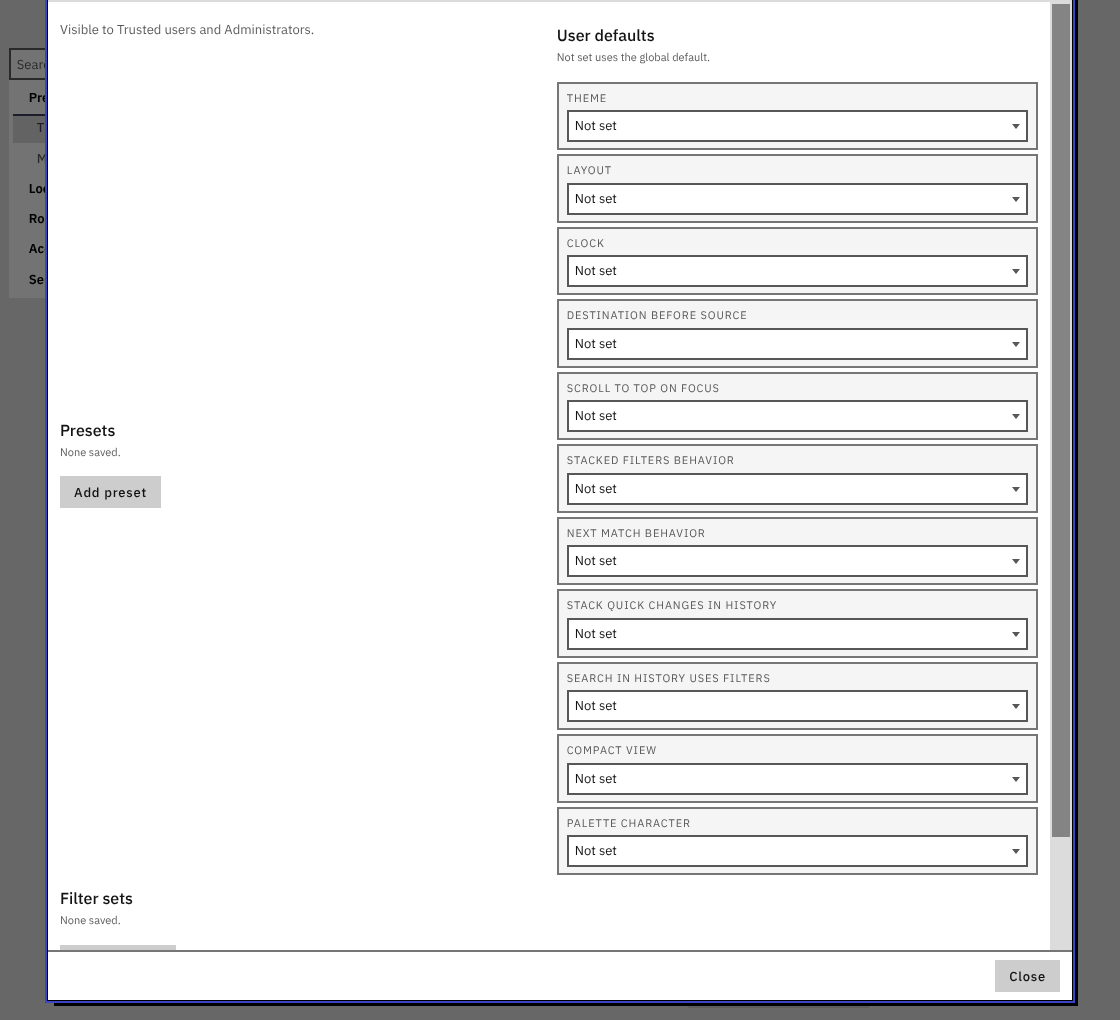 Visible to Trusted users and Administrators.
User defaults
Not set uses the global default.
THEME
Not set
LAYOUT
Not set
CLOCK
Not set
DESTINATION BEFORE SOURCE
Not set
SCROLL TO TOP ON FOCUS
Not set
STACKED FILTERS BEHAVIOR
Not set
NEXT MATCH BEHAVIOR
Not set
STACK QUICK CHANGES IN HISTORY
Not set
SEARCH IN HISTORY USES FILTERS
Not set
COMPACT VIEW
Not set
PALETTE CHARACTER
Not set
Presets
None saved.
Add preset
Filter sets
None saved.
Close